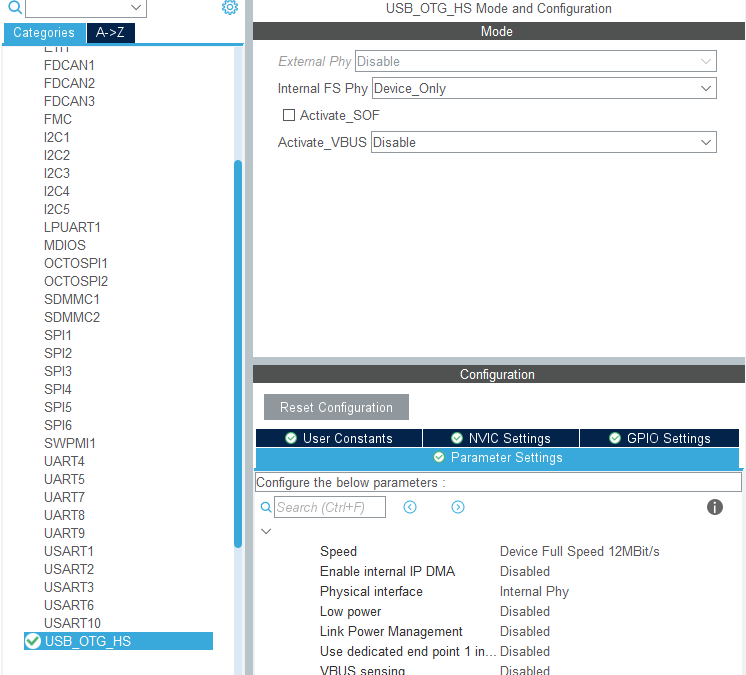 Categories A->Z
ETH
FDCAN1
FDCAN2
FDCAN3
FMC
I2C1
I2C2
I2C3
I2C4
I2C5
LPUART1
MDIOS
OCTOSPI1
OCTOSPI2
SDMMC1
SDMMC2
SPI1
SPI2
SPI3
SPI4
SPI5
SPI6
SWPMI1
UART4
UART5
UART7
UART8
UART9
USART1
USART2
USART3
USART6
USART10
USB_OTG_HS
USB_OTG_HS Mode and Configuration
Mode
External Phy Disable
Internal FS Phy Device_Only
Activate_SOF
Activate_VBUS Disable
Configuration
Reset Configuration
User Constants NVIC Settings GPIO Settings
Parameter Settings
Configure the below parameters :
Search (Ctrl+F)
Speed Device Full Speed 12MBit/s
Enable internal IP DMA Disabled
Physical interface Internal Phy
Low power Disabled
Link Power Management Disabled
Use dedicated end point 1 in... Disabled
VBUS sensing Disabled